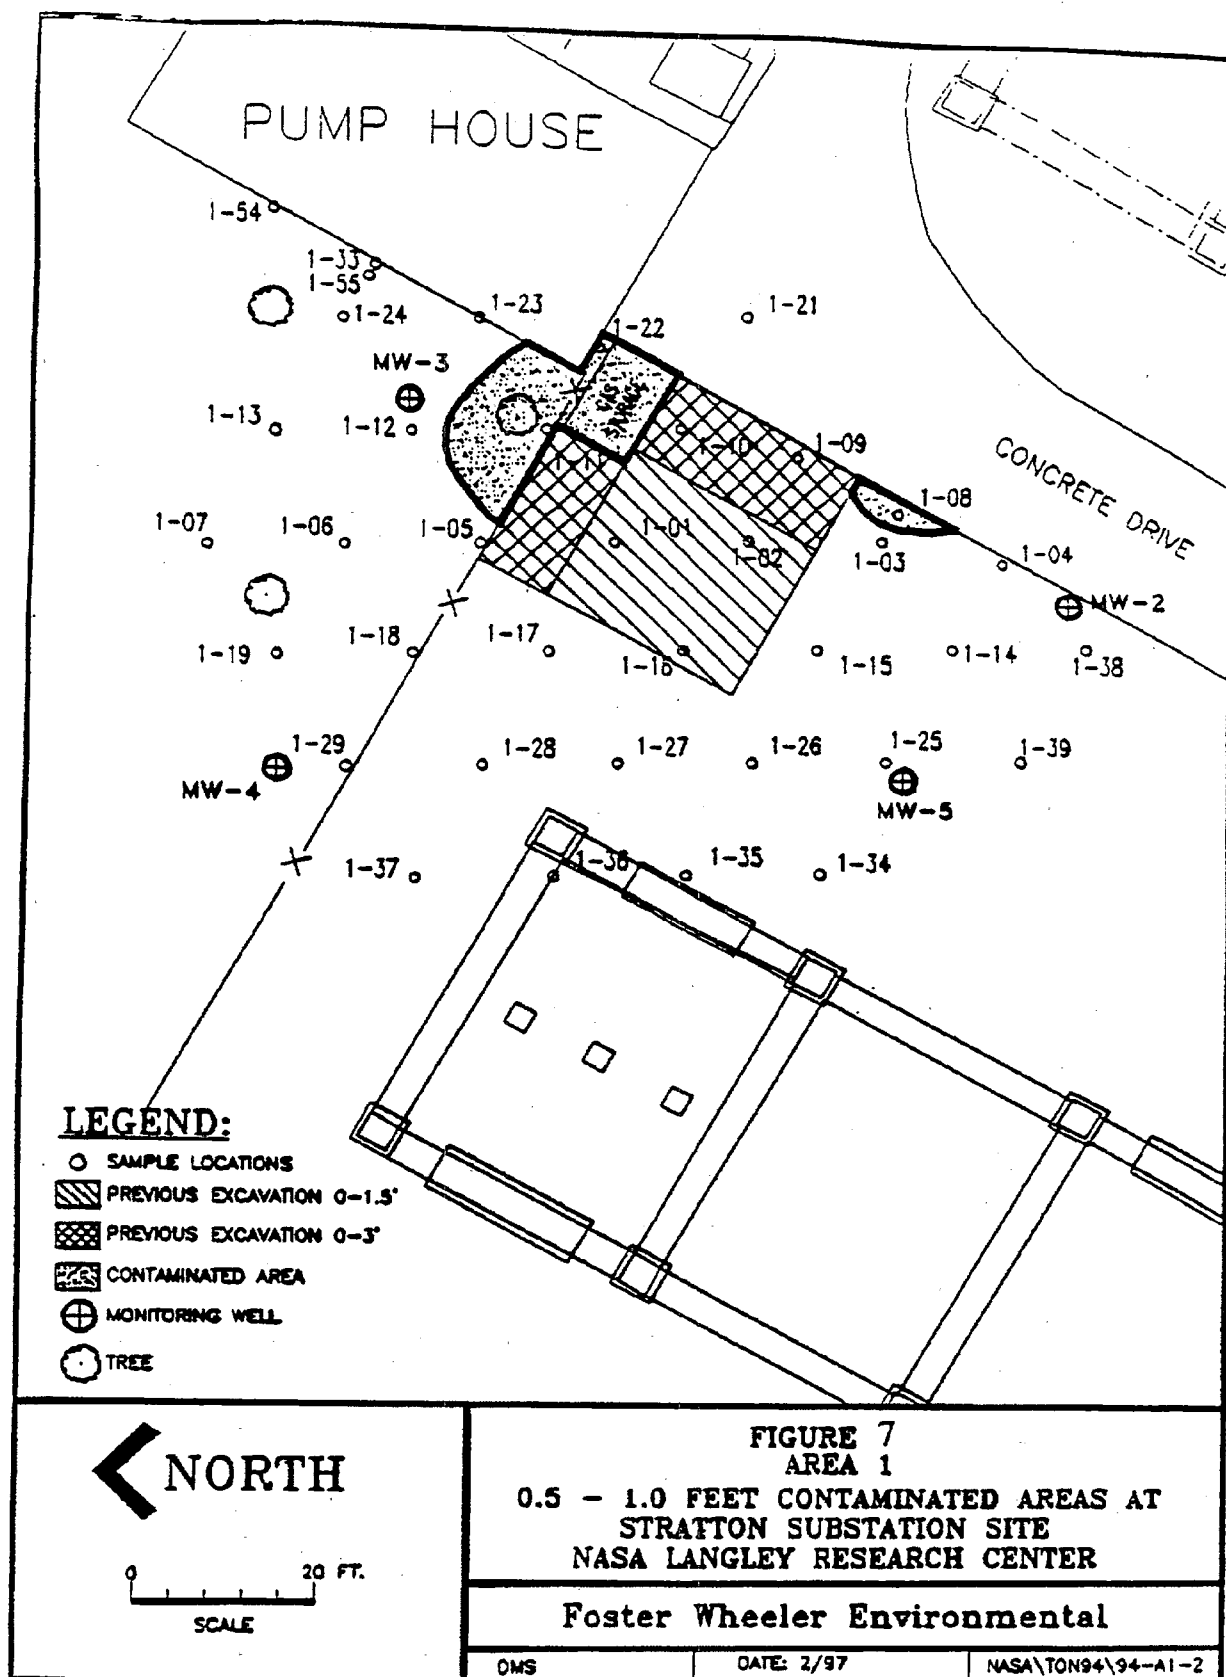 PUMP HOUSE
1-54
1-33
1-55
1-24
1-23
1-21
1-22
MW-3
GAS
STORAGE
1-13
1-12
1-11
1-10
1-09
CONCRETE DRIVE
1-08
1-07
1-06
1-05
1-01
1-02
1-03
1-04
MW-2
1-19
1-18
1-17
1-16
1-15
1-14
1-38
1-29
1-28
1-27
1-26
1-25
1-39
MW-4
MW-5
1-37
1-36
1-35
1-34
LEGEND:
SAMPLE LOCATIONS
PREVIOUS EXCAVATION 0-1.5'
PREVIOUS EXCAVATION 0-3'
CONTAMINATED AREA
MONITORING WELL
TREE
NORTH
0 20 FT.
SCALE
FIGURE 7
AREA 1
0.5 - 1.0 FEET CONTAMINATED AREAS AT
STRATTON SUBSTATION SITE
NASA LANGLEY RESEARCH CENTER
Foster Wheeler Environmental
DMS
DATE: 2/97
NASA\TON94\94-A1-2